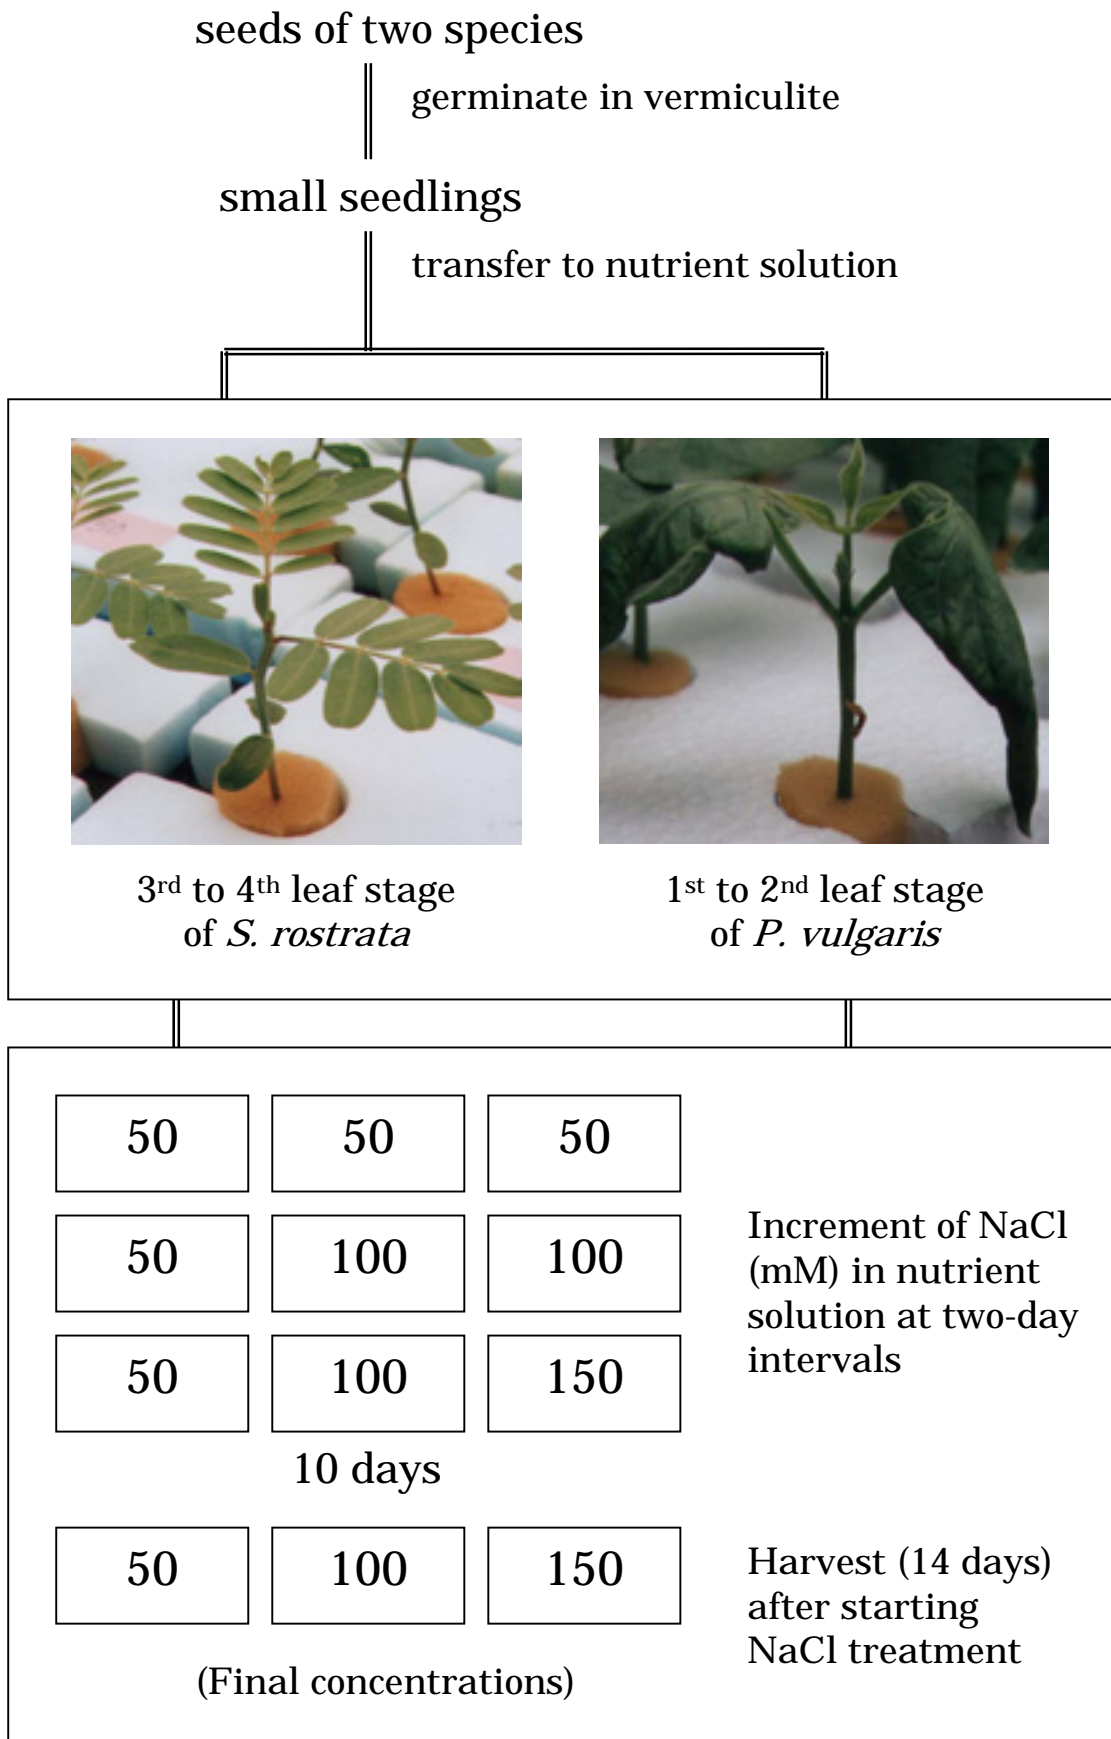 seeds of two species
germinate in vermiculite
small seedlings
transfer to nutrient solution
3rd to 4th leaf stage
of S. rostrata
1st to 2nd leaf stage
of P. vulgaris
50 50 50
50 100 100
50 100 150
Increment of NaCl
(mM) in nutrient
solution at two-day
intervals
10 days
50 100 150
Harvest (14 days)
after starting
NaCl treatment
(Final concentrations)